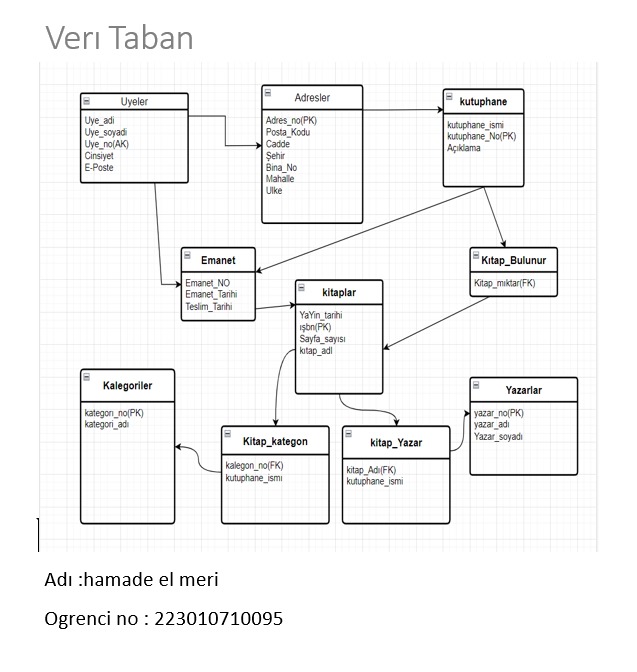 Verı Taban
Uyeler
Uye_adi
Uye_soyadi
Uye_no(AK)
Cinsiyet
E-Poste
Adresler
Adres_no(PK)
Posta_Kodu
Cadde
Şehir
Bina_No
Mahalle
Ulke
kutuphane
kutuphane_ismi
kutuphane_No(PK)
Açıklama
Emanet
Emanet_NO
Emanet_Tarihi
Teslim_Tarihi
kitaplar
YaYin_tarihi
ışbn(PK)
Sayfa_sayısı
kıtap_adl
Kıtap_Bulunur
Kitap_mıktar(FK)
Kalegoriler
kategorı_no(PK)
kategori_adı
Kitap_kategon
kalegon_no(FK)
kutuphane_ismı
kitap_Yazar
kitap_Adı(FK)
kutuphane_ismi
Yazarlar
yazar_no(PK)
yazar_adı
Yazar_soyadi
Adı :hamade el meri
Ogrenci no : 223010710095